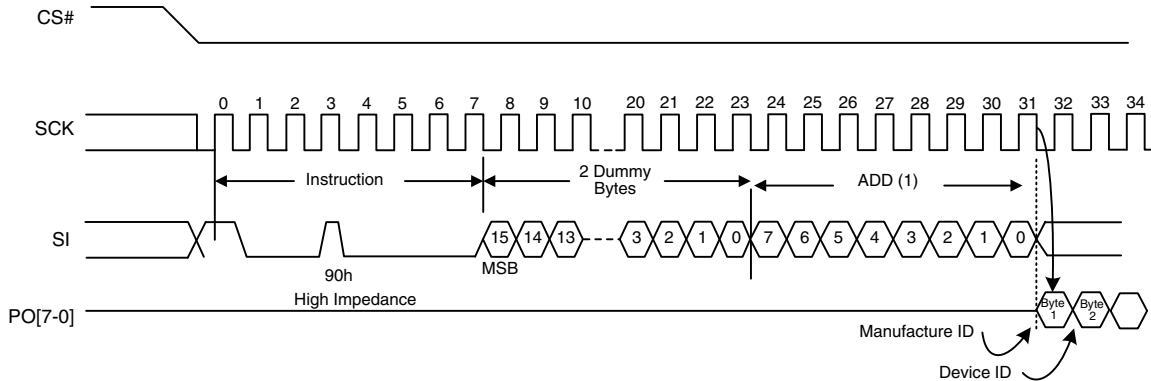 CS#
0 1 2 3 4 5 6 7 8 9 10 20 21 22 23 24 25 26 27 28 29 30 31 32 33 34
SCK
Instruction
2 Dummy
Bytes
ADD (1)
SI
15 14 13 3 2 1 0 7 6 5 4 3 2 1 0
MSB
90h
High Impedance
PO[7-0]
Byte
1
Byte
2
Manufacture ID
Device ID